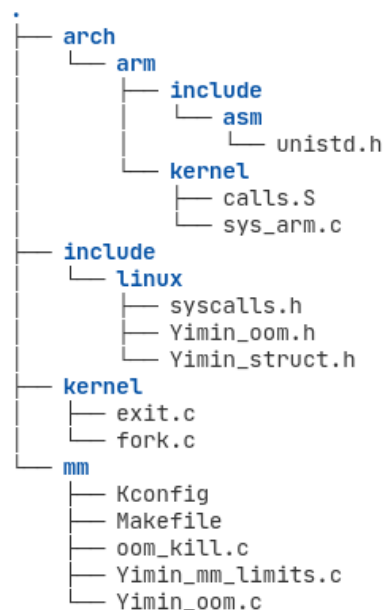 .
├── arch
│   └── arm
│       ├── include
│       │   └── asm
│       │       └── unistd.h
│       └── kernel
│           ├── calls.S
│           └── sys_arm.c
├── include
│   └── linux
│       ├── syscalls.h
│       ├── Yimin_oom.h
│       └── Yimin_struct.h
├── kernel
│   ├── exit.c
│   └── fork.c
└── mm
    ├── Kconfig
    ├── Makefile
    ├── oom_kill.c
    ├── Yimin_mm_limits.c
    └── Yimin_oom.c